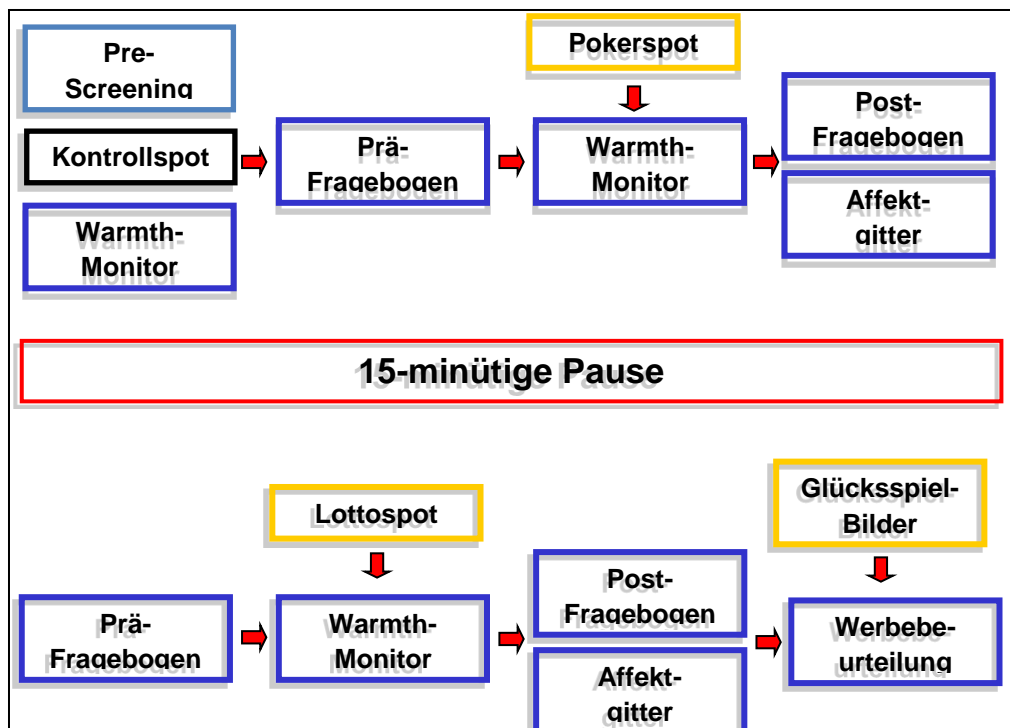 Pre-
Screening
Kontrollspot
Warmth-
Monitor
Prä-
Fragebogen
Pokerspot
Warmth-
Monitor
Post-
Fragebogen
Affekt-
gitter
15-minütige Pause
Prä-
Fragebogen
Lottospot
Warmth-
Monitor
Post-
Fragebogen
Affekt-
gitter
Glücksspiel-
Bilder
Werbebe-
urteilung